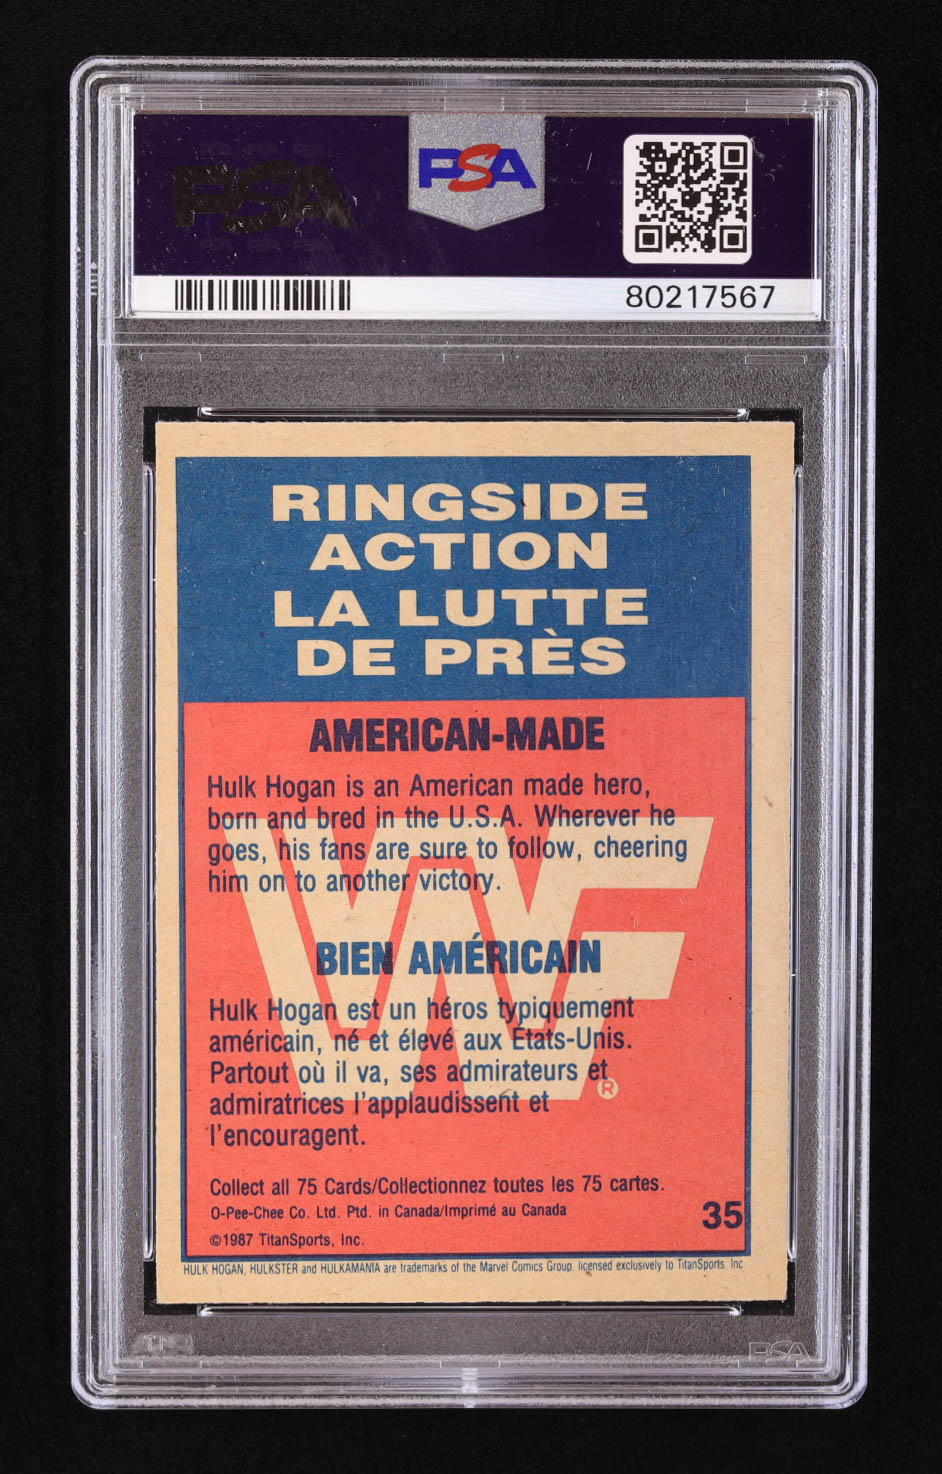 PSA
PSA
80217567
RINGSIDE
ACTION
LA LUTTE
DE PRÈS
AMERICAN-MADE
Hulk Hogan is an American made hero,
born and bred in the U.S.A. Wherever he
goes, his fans are sure to follow, cheering
him on to another victory.
BIEN AMÉRICAIN
Hulk Hogan est un héros typiquement
américain, né et élevé aux États-Unis.
Partout où il va, ses admirateurs et
admiratrices l'applaudissent et
l'encouragent.
WF
®
Collect all 75 Cards/Collectionnez toutes les 75 cartes.
O-Pee-Chee Co. Ltd. Ptd. in Canada/Imprimé au Canada
35
©1987 TitanSports, Inc.
HULK HOGAN, HULKSTER and HULKAMANIA are trademarks of the Marvel Comics Group, licensed exclusively to TitanSports, Inc.
PSA